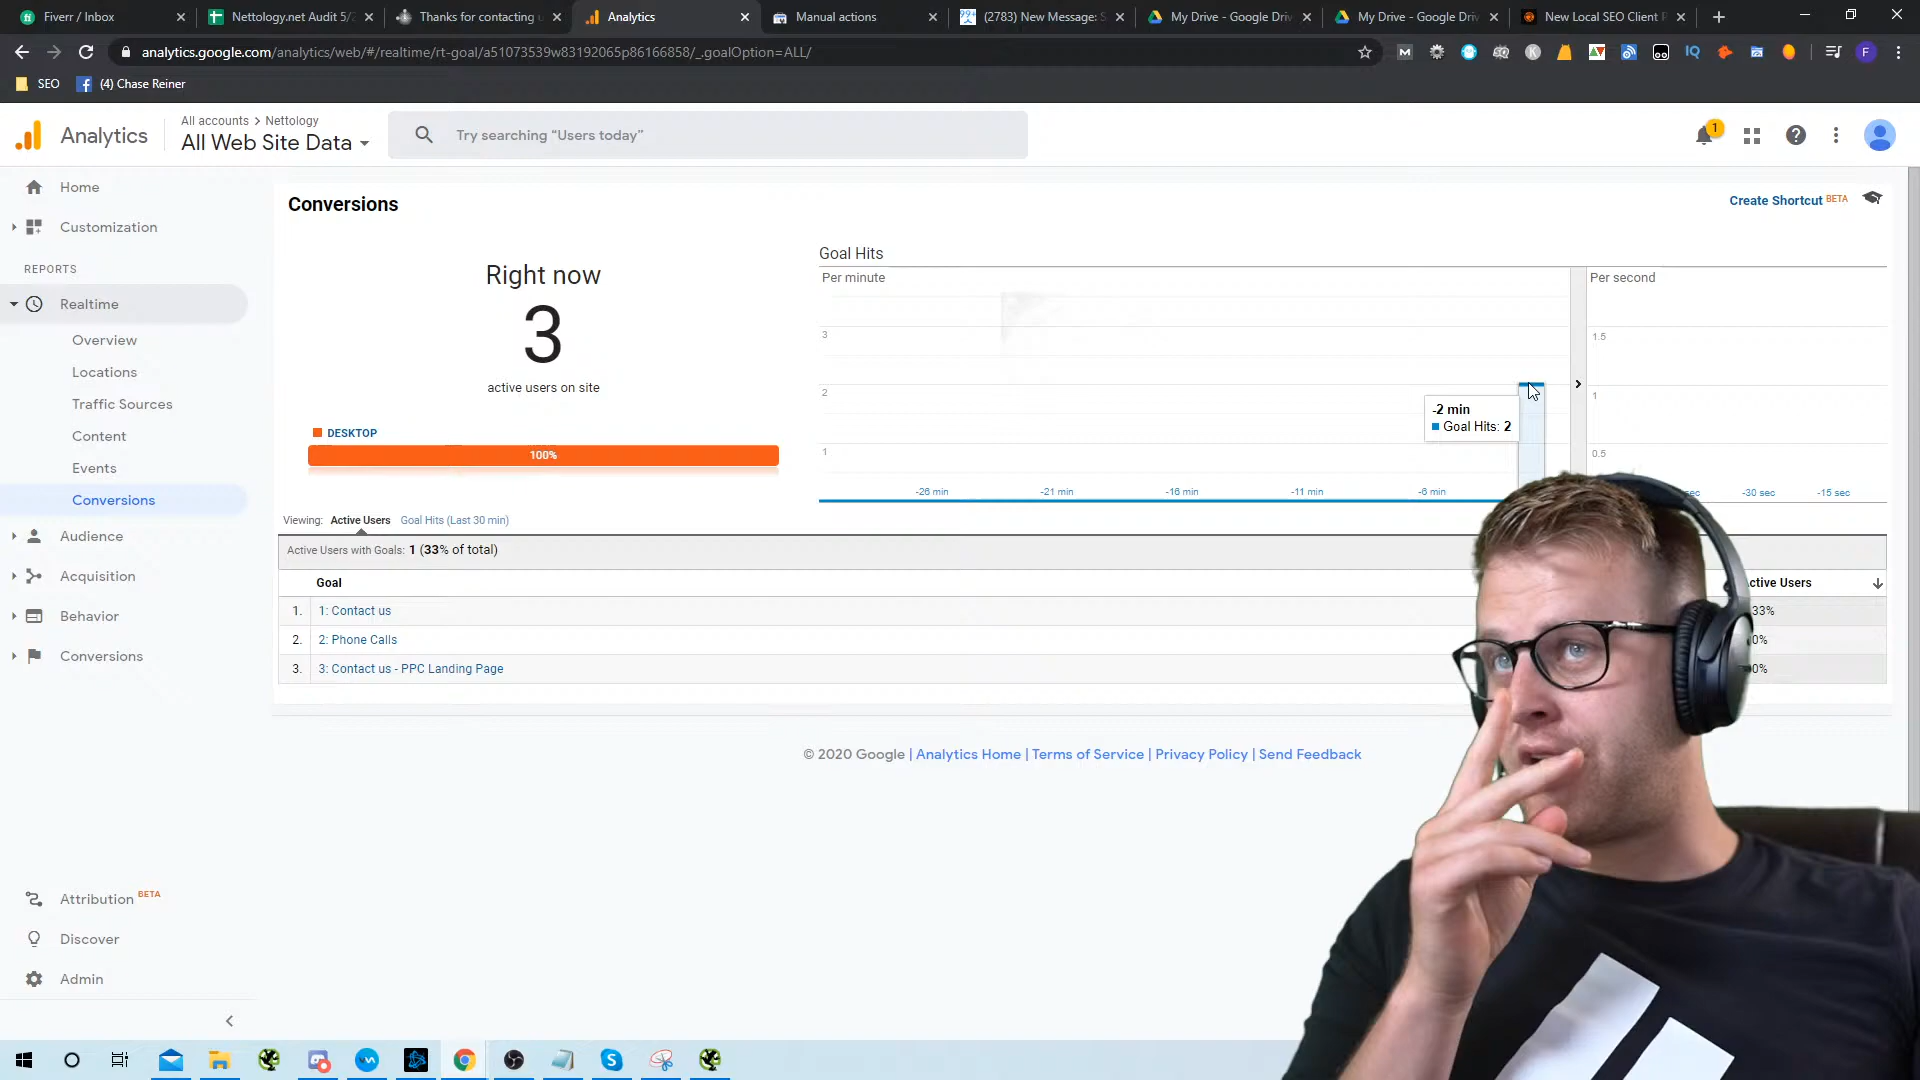 Fiverr / Inbox
Nettology.net Audit 5/
Thanks for contacting u
Analytics
Manual actions
(2783) New Message: S
My Drive - Google Driv
My Drive - Google Driv
New Local SEO Client P
analytics.google.com/analytics/web/#/realtime/rt-goal/a51073539w83192065p86166858/_.goalOption=ALL/
SEO
(4) Chase Reiner
Analytics
All accounts > Nettology
All Web Site Data
Try searching “Users today”
1
Home
Customization
REPORTS
Realtime
Overview
Locations
Traffic Sources
Content
Events
Conversions
Audience
Acquisition
Behavior
Conversions
Attribution BETA
Discover
Admin
Conversions
Create Shortcut BETA
Right now
3
active users on site
DESKTOP
100%
Goal Hits
Per minute
Per second
3
2
1
1.5
1
0.5
-2 min
Goal Hits: 2
-26 min
-21 min
-16 min
-11 min
-6 min
sec
-30 sec
-15 sec
Viewing: Active Users Goal Hits (Last 30 min)
Active Users with Goals: 1 (33% of total)
Goal
ctive Users
1. 1: Contact us 33%
2. 2: Phone Calls 0%
3. 3: Contact us - PPC Landing Page 0%
© 2020 Google | Analytics Home | Terms of Service | Privacy Policy | Send Feedback